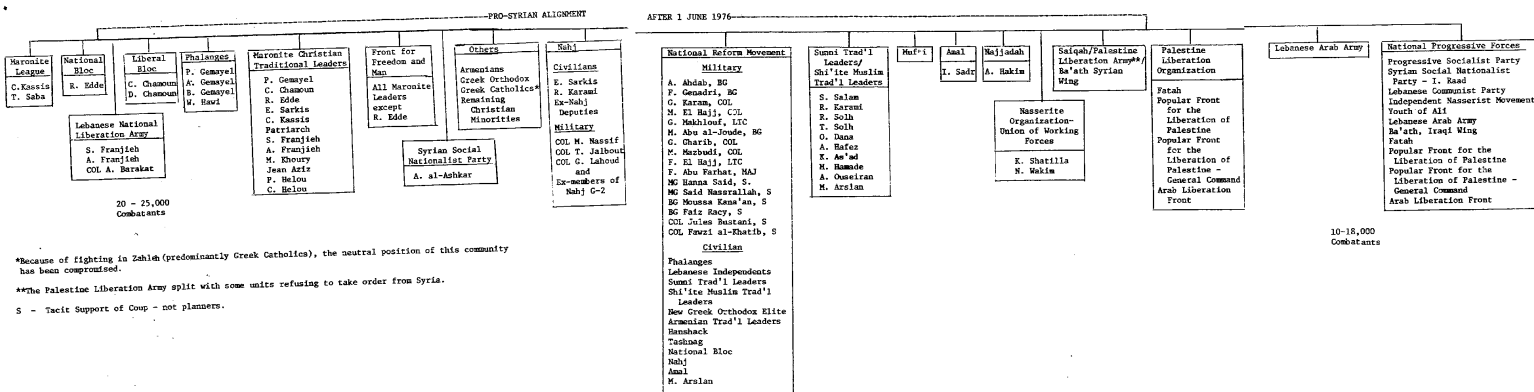 PRO-SYRIAN ALIGNMENT
AFTER 1 JUNE 1976
Maronite
League
C.Kassis
T. Saba
National
Bloc
R. Edde
Lebanese National
Liberation Army
S. Franjieh
A. Franjieh
COL A. Barakat
Liberal
Bloc
C. Chamoun
D. Chamoun
Phalanges
P. Gemayel
A. Gemayel
B. Gemayel
W. Hawi
20 - 25,000
Combatants
Maronite Christian
Traditional Leaders
P. Gemayel
C. Chamoun
R. Edde
E. Sarkis
C. Kassis
Patriarch
S. Franjieh
A. Franjieh
M. Khoury
Jean Aziz
P. Helou
C. Helou
Front for
Freedom and
Man
All Maronite
Leaders
except
R. Edde
Syrian Social
Nationalist Party
A. al-Ashkar
Others
Armenians
Greek Orthodox
Greek Catholics*
Remaining
Christian
Minorities
Nahj
Civilians
E. Sarkis
R. Karami
Ex-Nahj
Deputies
Military
COL M. Nassif
COL T. Jalbout
COL G. Lahoud
and
Ex-members of
Nahj G-2
National Reform Movement
Military
A. Ahdab, BG
F. Genadri, BG
G. Karam, COL
M. El Hajj, COL
G. Makhlouf, LTC
M. Abu al-Joude, BG
G. Gharib, COL
M. Mazbudi, COL
F. El Hajj, LTC
F. Abu Farhat, MAJ
MG Hanna Said, S.
MG Said Nassrallah, S
BG Moussa Kana'an, S
BG Faiz Racy, S
COL Jules Bustani, S
COL Fawzi al-Khatib, S
Civilian
Phalanges
Lebanese Independents
Sunni Trad'l Leaders
Shi'ite Muslim Trad'l
Leaders
New Greek Orthodox Elite
Armenian Trad'l Leaders
Hanshack
Tashnag
National Bloc
Nahj
Amal
M. Arslan
Sunni Trad'l
Leaders/
Shi'ite Muslim
Trad'l Leaders
S. Salam
R. Karami
R. Solh
T. Solh
O. Dana
A. Hafez
K. As'ad
M. Hamade
A. Osseiran
M. Arslan
Mufti
Amal
I. Sadr
Najjadah
A. Hakim
Nasserite
Organization-
Union of Working
Forces
K. Shatilla
N. Wakim
Saiqah/Palestine
Liberation Army**/
Ba'ath Syrian
Wing
Palestine
Liberation
Organization
Fatah
Popular Front
for the
Liberation of
Palestine
Popular Front
for the
Liberation of
Palestine -
General Command
Arab Liberation
Front
Lebanese Arab Army
National Progressive Forces
Progressive Socialist Party
Syrian Social Nationalist
Party - I. Raad
Lebanese Communist Party
Independent Nasserist Movement
Youth of Ali
Lebanese Arab Army
Ba'ath, Iraqi Wing
Fatah
Popular Front for the
Liberation of Palestine
Popular Front for the
Liberation of Palestine -
General Command
Arab Liberation Front
10-18,000
Combatants
*Because of fighting in Zahleh (predominantly Greek Catholics), the neutral position of this community
has been compromised.
**The Palestine Liberation Army split with some units refusing to take order from Syria.
S - Tacit Support of Coup - not planners.